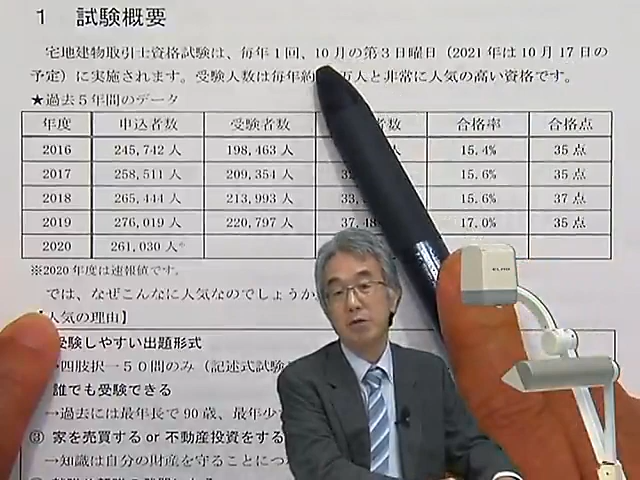 1 試験概要
宅地建物取引士資格試験は、毎年1回、10月の第3日曜日（2021年は10月17日の
予定）に実施されます。受験人数は毎年約 万人と非常に人気の高い資格です。
★過去5年間のデータ
年度 申込者数 受験者数 者数 合格率 合格点
2016 245,742人 198,463人 人 15.4% 35点
2017 258,511人 209,354人 15.6% 35点
2018 265,444人 213,993人 15.6% 37点
2019 276,019人 220,797人 37,48 17.0% 35点
2020 261,030人※
※2020年度は速報値です。
では、なぜこんなに人気なのでしょうか
人気の理由】
受験しやすい出題形式
→四肢択一50問のみ（記述式試験
誰でも受験できる
→過去には最年長で90歳、最年少
③ 家を売買する or 不動産投資をする
→知識は自分の財産を守ることにつ
ELMO